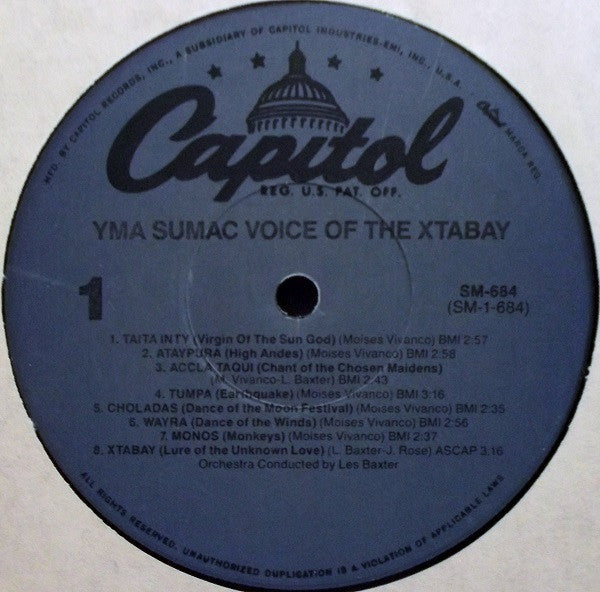 MFD. BY CAPITOL RECORDS, INC., A SUBSIDIARY OF CAPITOL INDUSTRIES-EMI, INC., U.S.A.
Capitol MARCA REG.
Capitol
REG. U.S. PAT. OFF.
YMA SUMAC VOICE OF THE XTABAY
1
SM-684
(SM-1-684)
1. TAITA INTY (Virgin Of The Sun God) (Moises Vivanco) BMI 2:57
2. ATAYPURA (High Andes) (Moises Vivanco) BMI 2:58
3. ACCLA TAQUI (Chant of the Chosen Maidens)
(M. Vivanco-L. Baxter) BMI 2:43
4. TUMPA (Earthquake) (Moises Vivanco) BMI 3:16
5. CHOLADAS (Dance of the Moon Festival) (Moises Vivanco) BMI 2:35
6. WAYRA (Dance of the Winds) (Moises Vivanco) BMI 2:56
7. MONOS (Monkeys) (Moises Vivanco) BMI 2:37
8. XTABAY (Lure of the Unknown Love) (L. Baxter-J. Rose) ASCAP 3.16
Orchestra Conducted by Les Baxter
ALL RIGHTS RESERVED. UNAUTHORIZED DUPLICATION IS A VIOLATION OF APPLICABLE LAWS